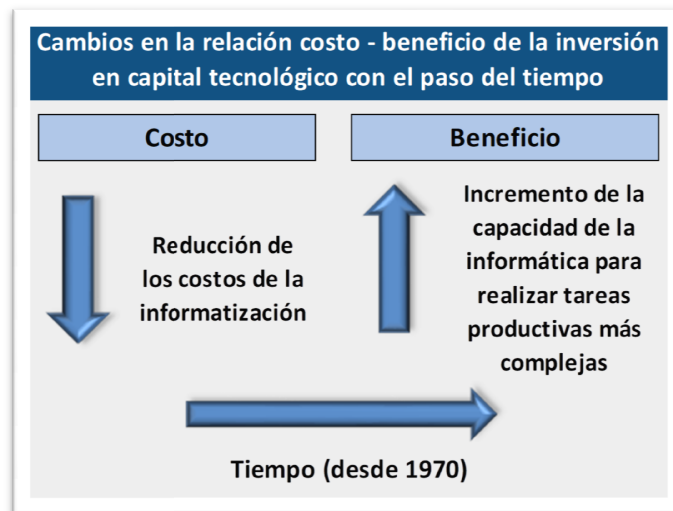 Cambios en la relación costo - beneficio de la inversión
en capital tecnológico con el paso del tiempo
Costo
Beneficio
Reducción de
los costos de la
informatización
Incremento de la
capacidad de la
informática para
realizar tareas
productivas más
complejas
Tiempo (desde 1970)